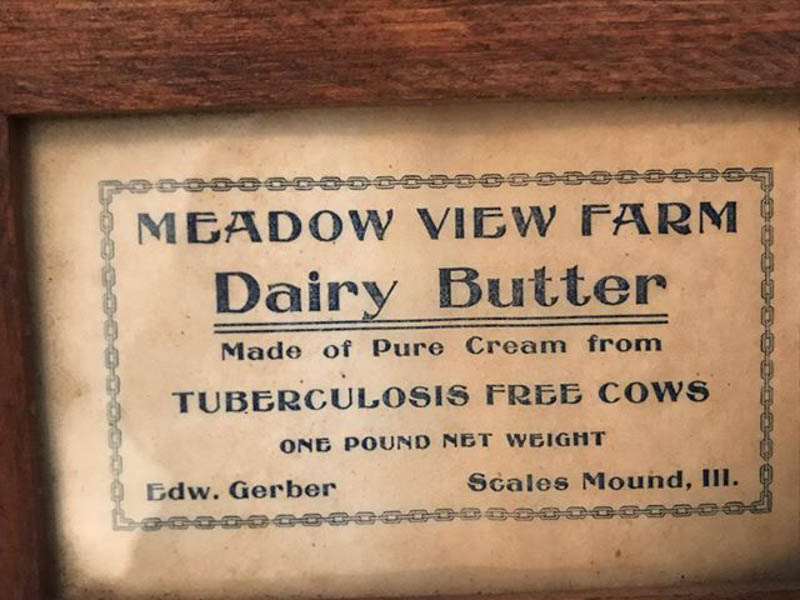 MEADOW VIEW FARM
Dairy Butter
Made of Pure Cream from
TUBERCULOSIS FREE COWS
ONE POUND NET WEIGHT
Edw. Gerber Scales Mound, Ill.